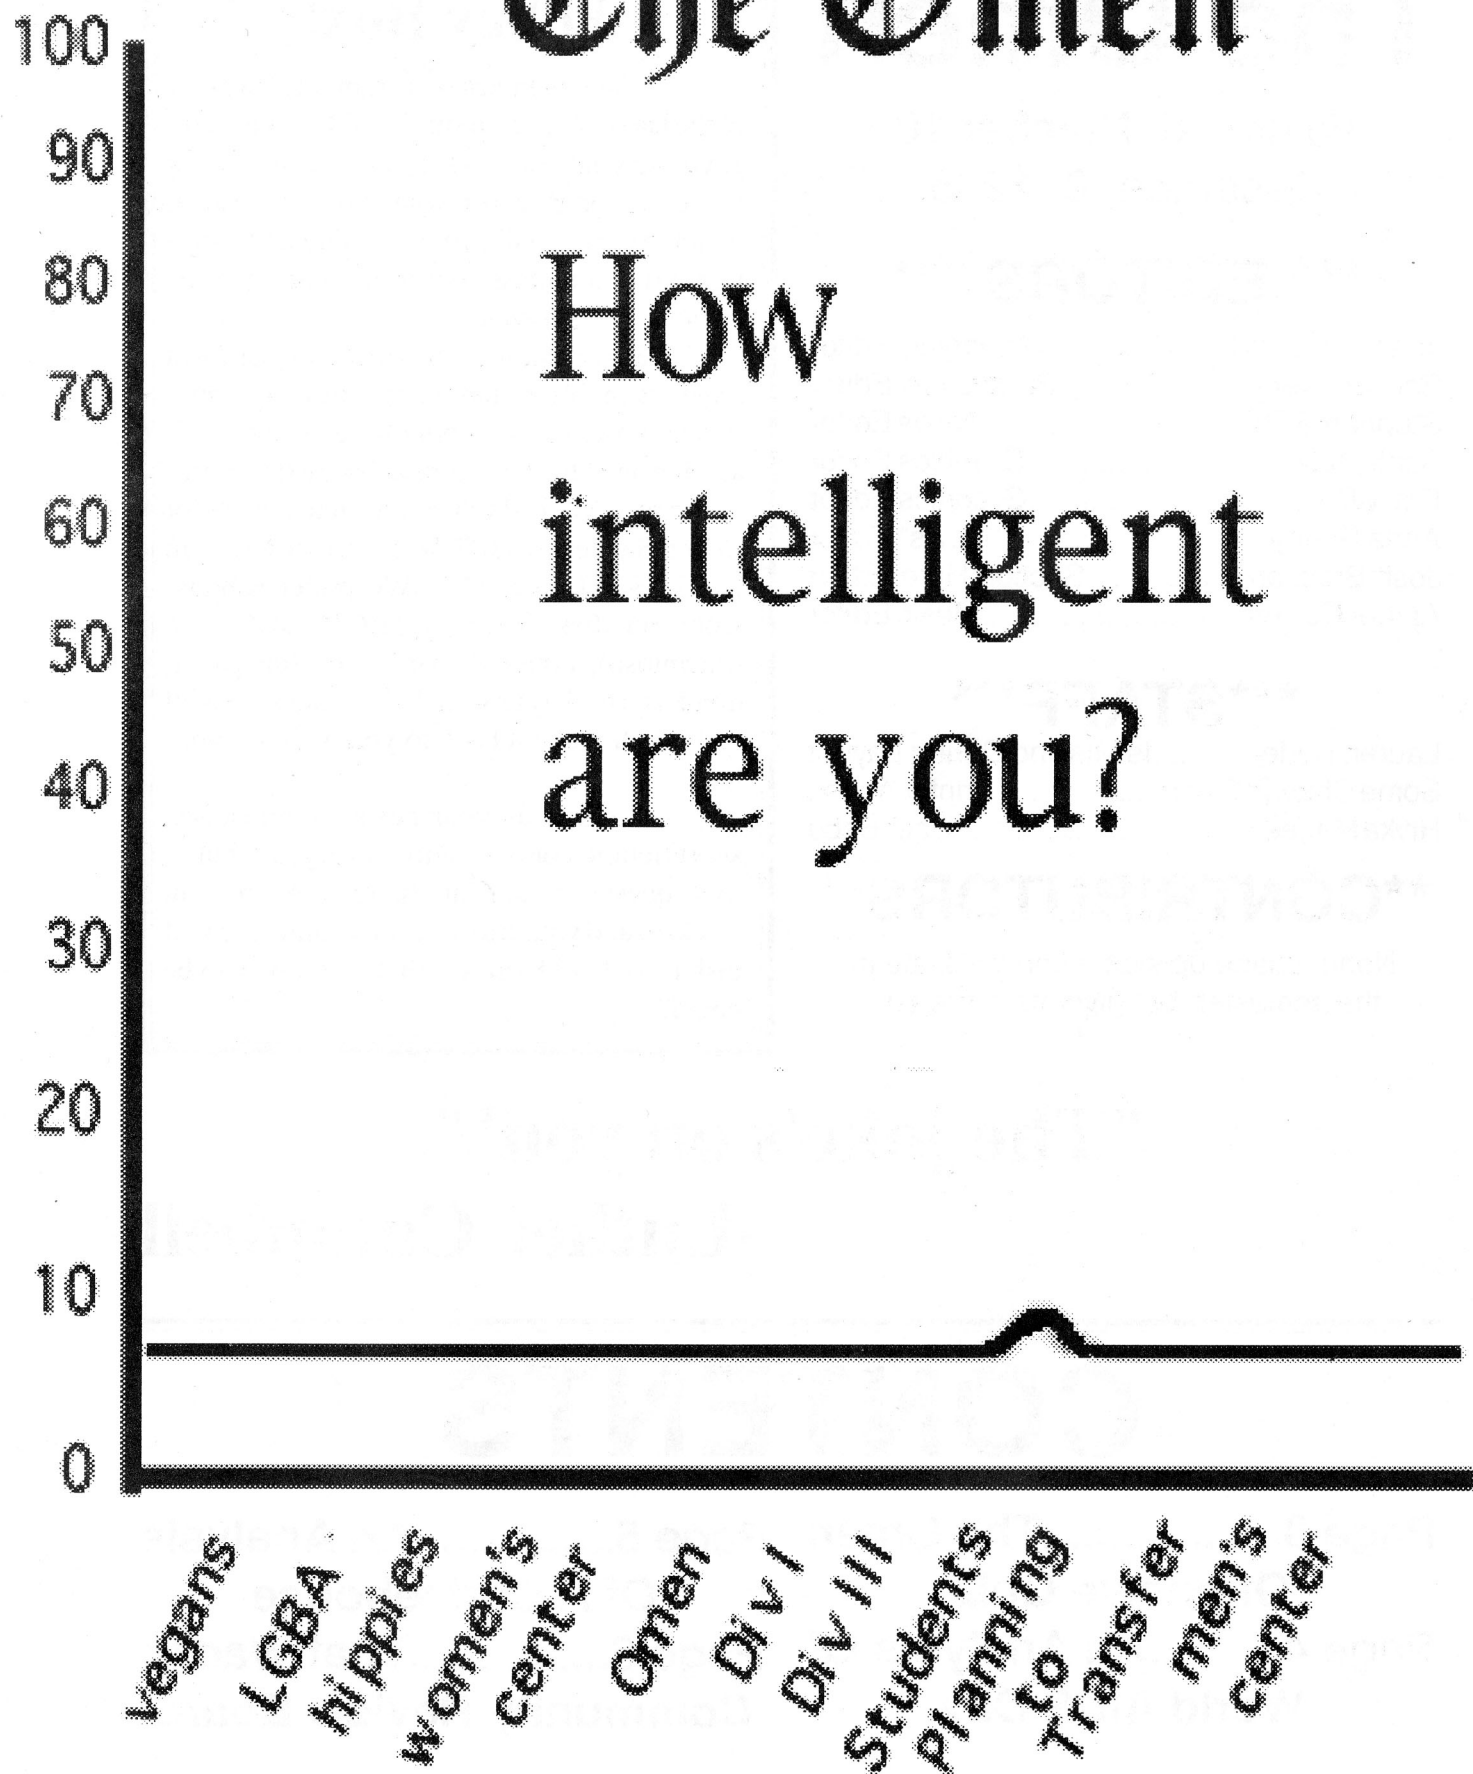 The Omen
100
90
80
70
60
50
40
30
20
10
0
How
intelligent
are you?
vegans
LGBA
hippies
women's
center
Omen
Div I
Div III
Students
Planning
to
Transfer
men's
center